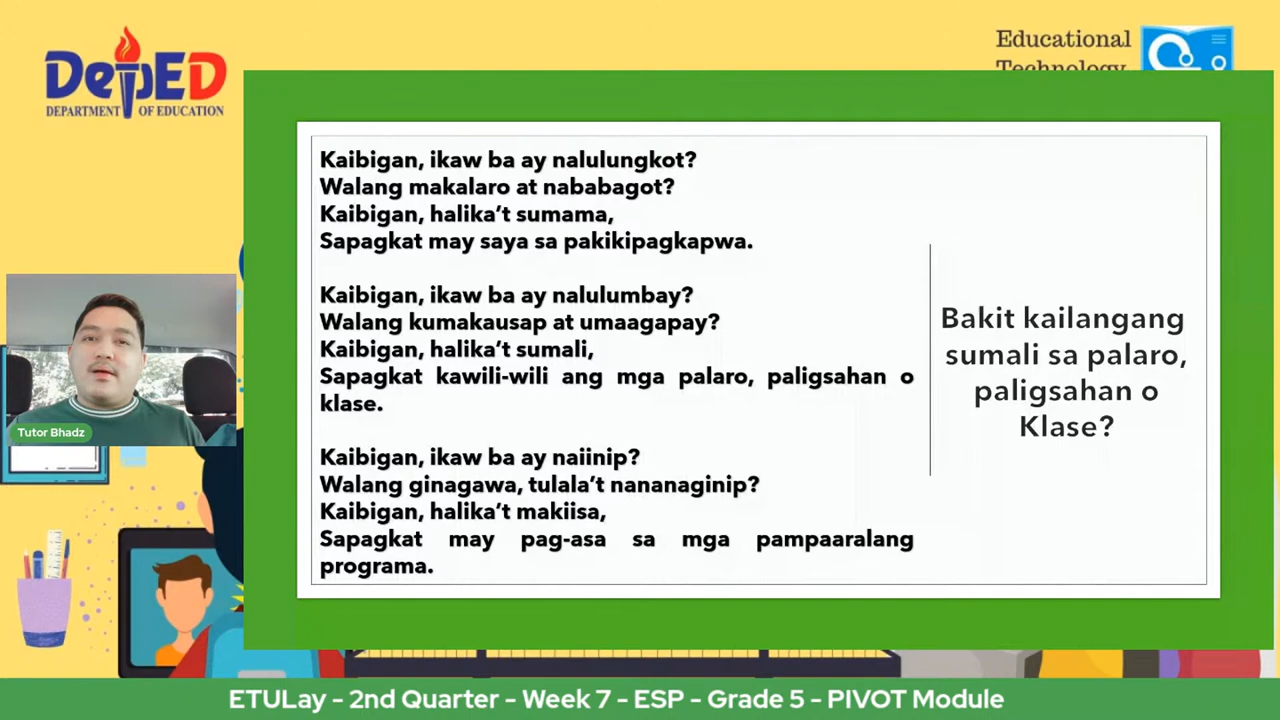 DepED
DEPARTMENT OF EDUCATION
Educational
Technology
Kaibigan, ikaw ba ay nalulungkot?
Walang makalaro at nababagot?
Kaibigan, halika’t sumama,
Sapagkat may saya sa pakikipagkapwa.
Kaibigan, ikaw ba ay nalulumbay?
Walang kumakausap at umaagapay?
Kaibigan, halika’t sumali,
Sapagkat kawili-wili ang mga palaro, paligsahan o
klase.
Kaibigan, ikaw ba ay naiinip?
Walang ginagawa, tulala’t nananaginip?
Kaibigan, halika’t makiisa,
Sapagkat may pag-asa sa mga pampaaralang
programa.
Bakit kailangang
sumali sa palaro,
paligsahan o
Klase?
Tutor Bhadz
ETULay - 2nd Quarter - Week 7 - ESP - Grade 5 - PIVOT Module